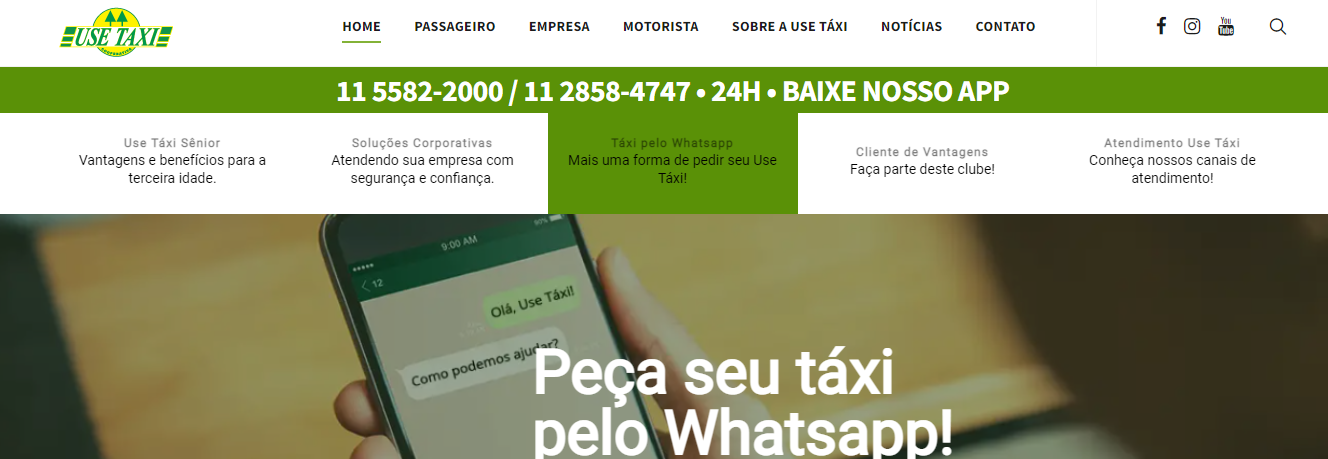 USE TAXI
COOPERATIVA
HOME PASSAGEIRO EMPRESA MOTORISTA SOBRE A USE TÁXI NOTÍCIAS CONTATO
You
Tube
11 5582-2000 / 11 2858-4747 • 24H • BAIXE NOSSO APP
Use Táxi Sênior
Vantagens e benefícios para a
terceira idade.
Soluções Corporativas
Atendendo sua empresa com
segurança e confiança.
Táxi pelo Whatsapp
Mais uma forma de pedir seu Use
Táxi!
Cliente de Vantagens
Faça parte deste clube!
Atendimento Use Táxi
Conheça nossos canais de
atendimento!
9:00 AM
12
Olá, Use Táxi!
Como podemos ajudar?
Peça seu táxi
pelo Whatsapp!